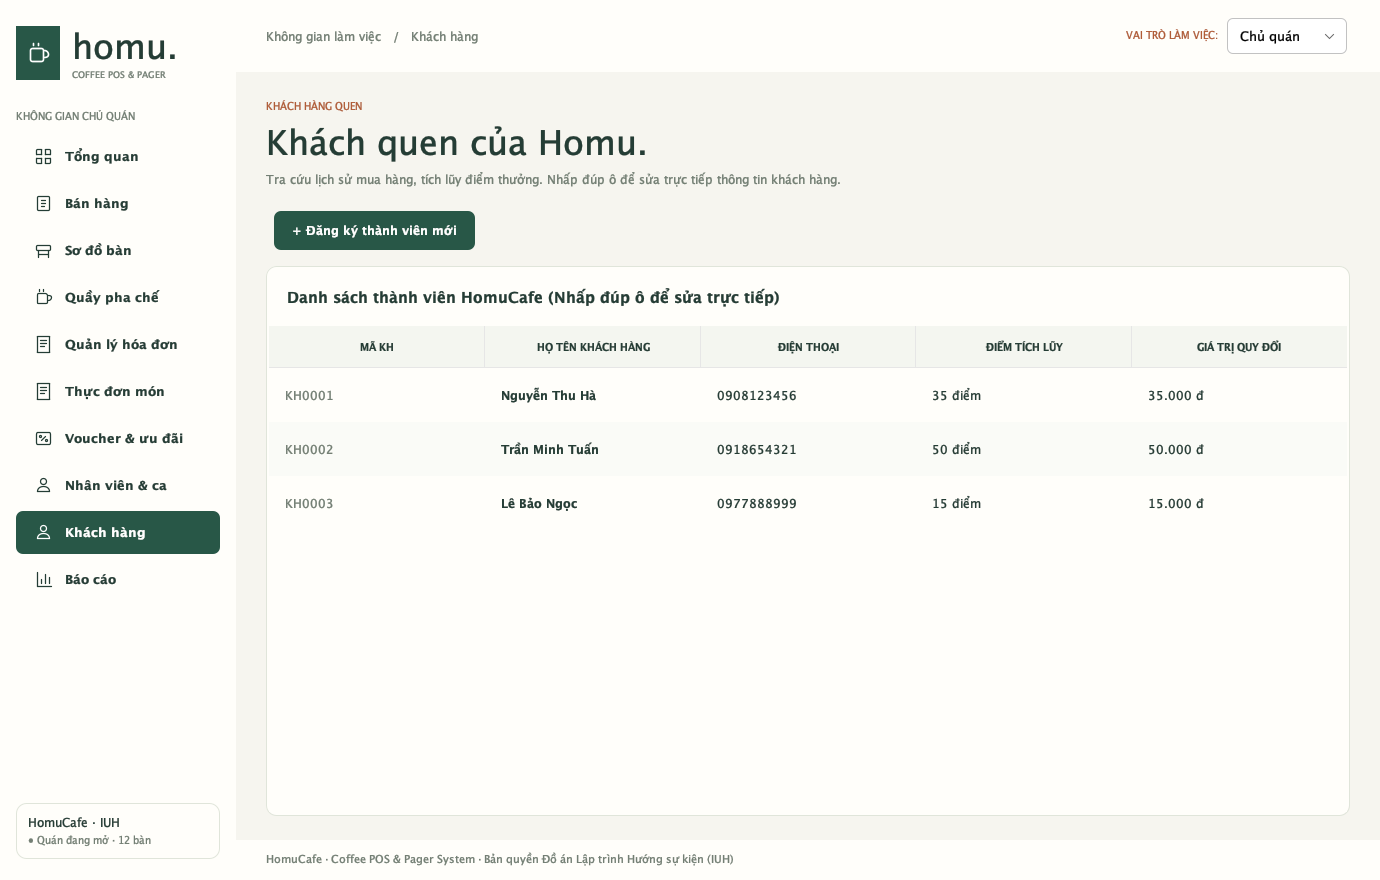 homu.
COFFEE POS & PAGER
KHÔNG GIAN CHỦ QUÁN
Tổng quan
Bán hàng
Sơ đồ bàn
Quầy pha chế
Quản lý hóa đơn
Thực đơn món
Voucher & ưu đãi
Nhân viên & ca
Khách hàng
Báo cáo
HomuCafe · IUH
● Quán đang mở · 12 bàn
Không gian làm việc / Khách hàng
VAI TRÒ LÀM VIỆC: Chủ quán
KHÁCH HÀNG QUEN
Khách quen của Homu.
Tra cứu lịch sử mua hàng, tích lũy điểm thưởng. Nhấp đúp ô để sửa trực tiếp thông tin khách hàng.
+ Đăng ký thành viên mới
Danh sách thành viên HomuCafe (Nhấp đúp ô để sửa trực tiếp)
MÃ KH HỌ TÊN KHÁCH HÀNG ĐIỆN THOẠI ĐIỂM TÍCH LŨY GIÁ TRỊ QUY ĐỔI
KH0001 Nguyễn Thu Hà 0908123456 35 điểm 35.000 đ
KH0002 Trần Minh Tuấn 0918654321 50 điểm 50.000 đ
KH0003 Lê Bảo Ngọc 0977888999 15 điểm 15.000 đ
HomuCafe · Coffee POS & Pager System · Bản quyền Đồ án Lập trình Hướng sự kiện (IUH)